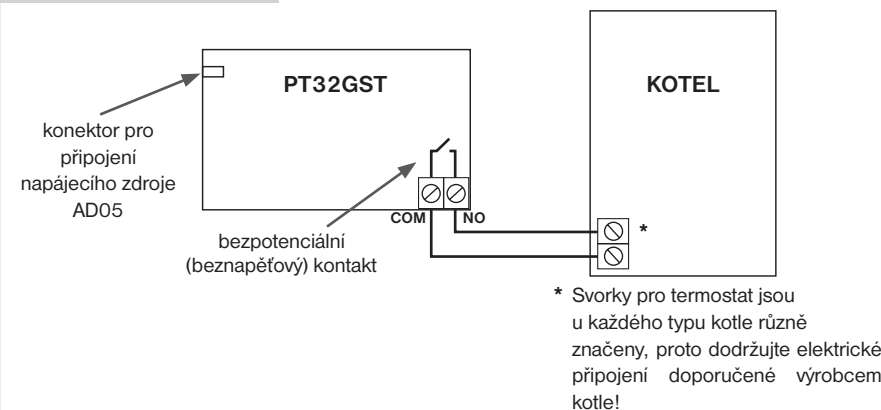 PT32GST
KOTEL
konektor pro
připojení
napájecího zdroje
AD05
COM
NO
*
bezpotenciální
(beznapěťový) kontakt
* Svorky pro termostat jsou
u každého typu kotle různě
značeny, proto dodržujte elektrické
připojení doporučené výrobcem
kotle!